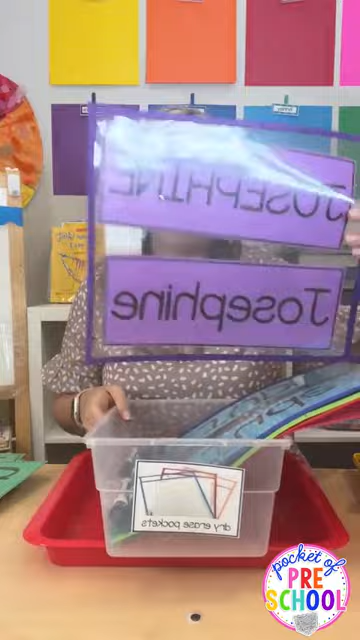 JOSEPHINE
Josephine
dry erase pockets
pocket of
PRE
SCHOOL